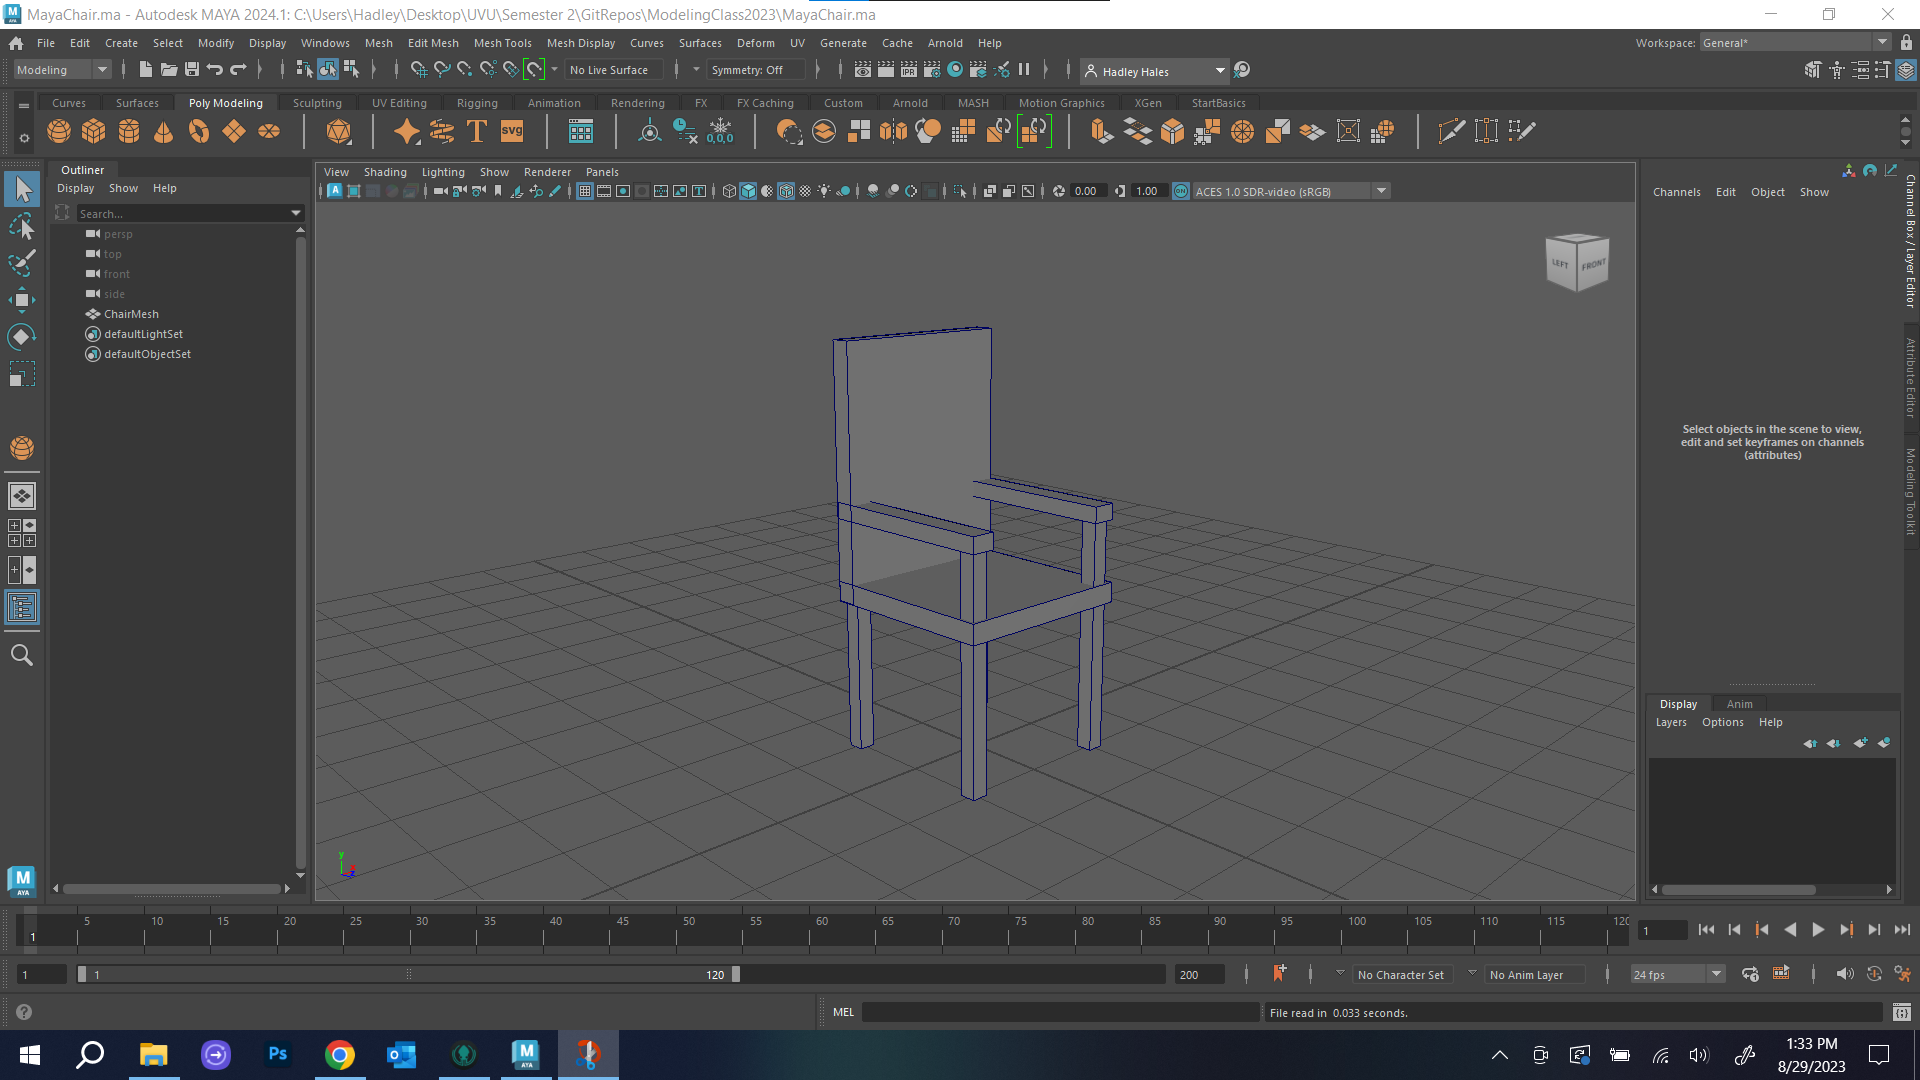 MayaChair.ma - Autodesk MAYA 2024.1: C:\Users\Hadley\Desktop\UVU\Semester 2\GitRepos\ModelingClass2023\MayaChair.ma
File Edit Create Select Modify Display Windows Mesh Edit Mesh Mesh Tools Mesh Display Curves Surfaces Deform UV Generate Cache Arnold Help Workspace: General*
Modeling No Live Surface Symmetry: Off Hadley Hales
Curves Surfaces Poly Modeling Sculpting UV Editing Rigging Animation Rendering FX FX Caching Custom Arnold MASH Motion Graphics XGen StartBasics
T svg 0,0,0
Outliner
Display Show Help
Search...
persp
top
front
side
ChairMesh
defaultLightSet
defaultObjectSet
View Shading Lighting Show Renderer Panels
0.00 1.00 ACES 1.0 SDR-video (sRGB)
LEFT FRONT
y
x
z
Channels Edit Object Show
Channel Box / Layer Editor
Attribute Editor
Modeling Toolkit
Select objects in the scene to view,
edit and set keyframes on channels
(attributes)
Display Anim
Layers Options Help
M
AYA
5 10 15 20 25 30 35 40 45 50 55 60 65 70 75 80 85 90 95 100 105 110 115 120
1 1
1 1 120 200 No Character Set No Anim Layer 24 fps
MEL File read in  0.033 seconds.
Ps
M
AYA
1:33 PM
8/29/2023